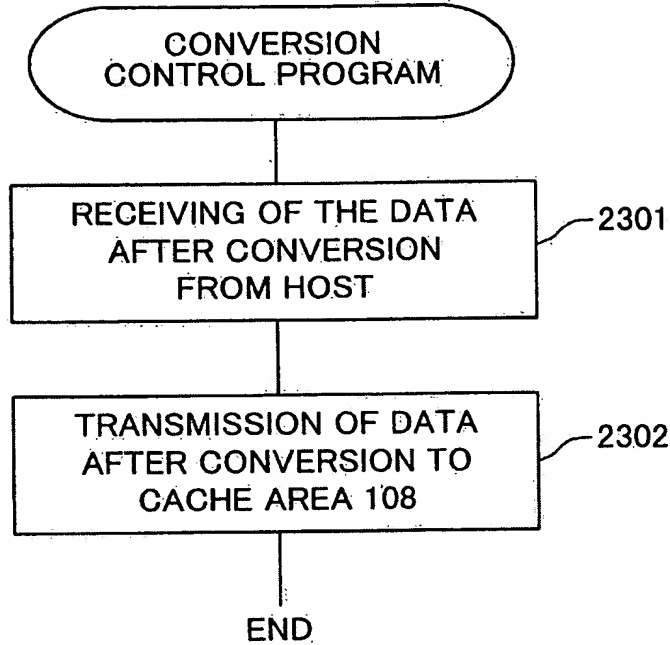 CONVERSION
CONTROL PROGRAM
RECEIVING OF THE DATA
AFTER CONVERSION
FROM HOST
2301
TRANSMISSION OF DATA
AFTER CONVERSION TO
CACHE AREA 108
2302
END